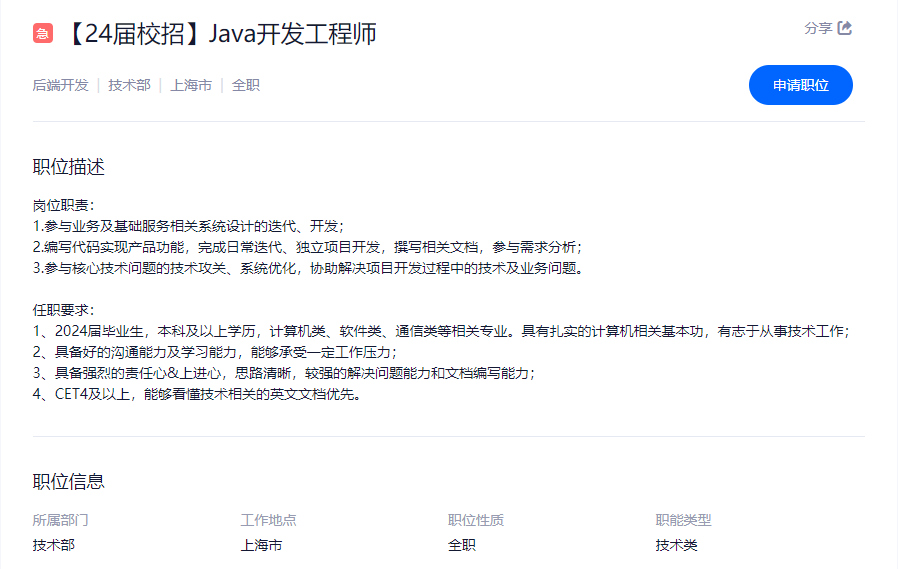 急 【24届校招】Java开发工程师
分享
后端开发 | 技术部 | 上海市 | 全职
申请职位
职位描述
岗位职责：
1.参与业务及基础服务相关系统设计的迭代、开发；
2.编写代码实现产品功能，完成日常迭代、独立项目开发，撰写相关文档，参与需求分析；
3.参与核心技术问题的技术攻关、系统优化，协助解决项目开发过程中的技术及业务问题。
任职要求：
1、2024届毕业生，本科及以上学历，计算机类、软件类、通信类等相关专业。具有扎实的计算机相关基本功，有志于从事技术工作；
2、具备好的沟通能力及学习能力，能够承受一定工作压力；
3、具备强烈的责任心&上进心，思路清晰，较强的解决问题能力和文档编写能力；
4、CET4及以上，能够看懂技术相关的英文文档优先。
职位信息
所属部门 工作地点 职位性质 职能类型
技术部 上海市 全职 技术类